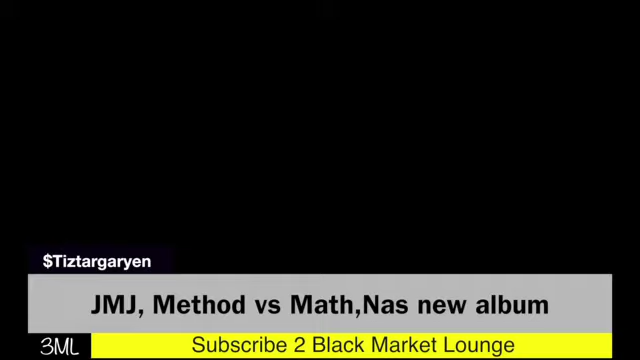 $Tiztargaryen
JMJ, Method vs Math,Nas new album
3ML Subscribe 2 Black Market Lounge